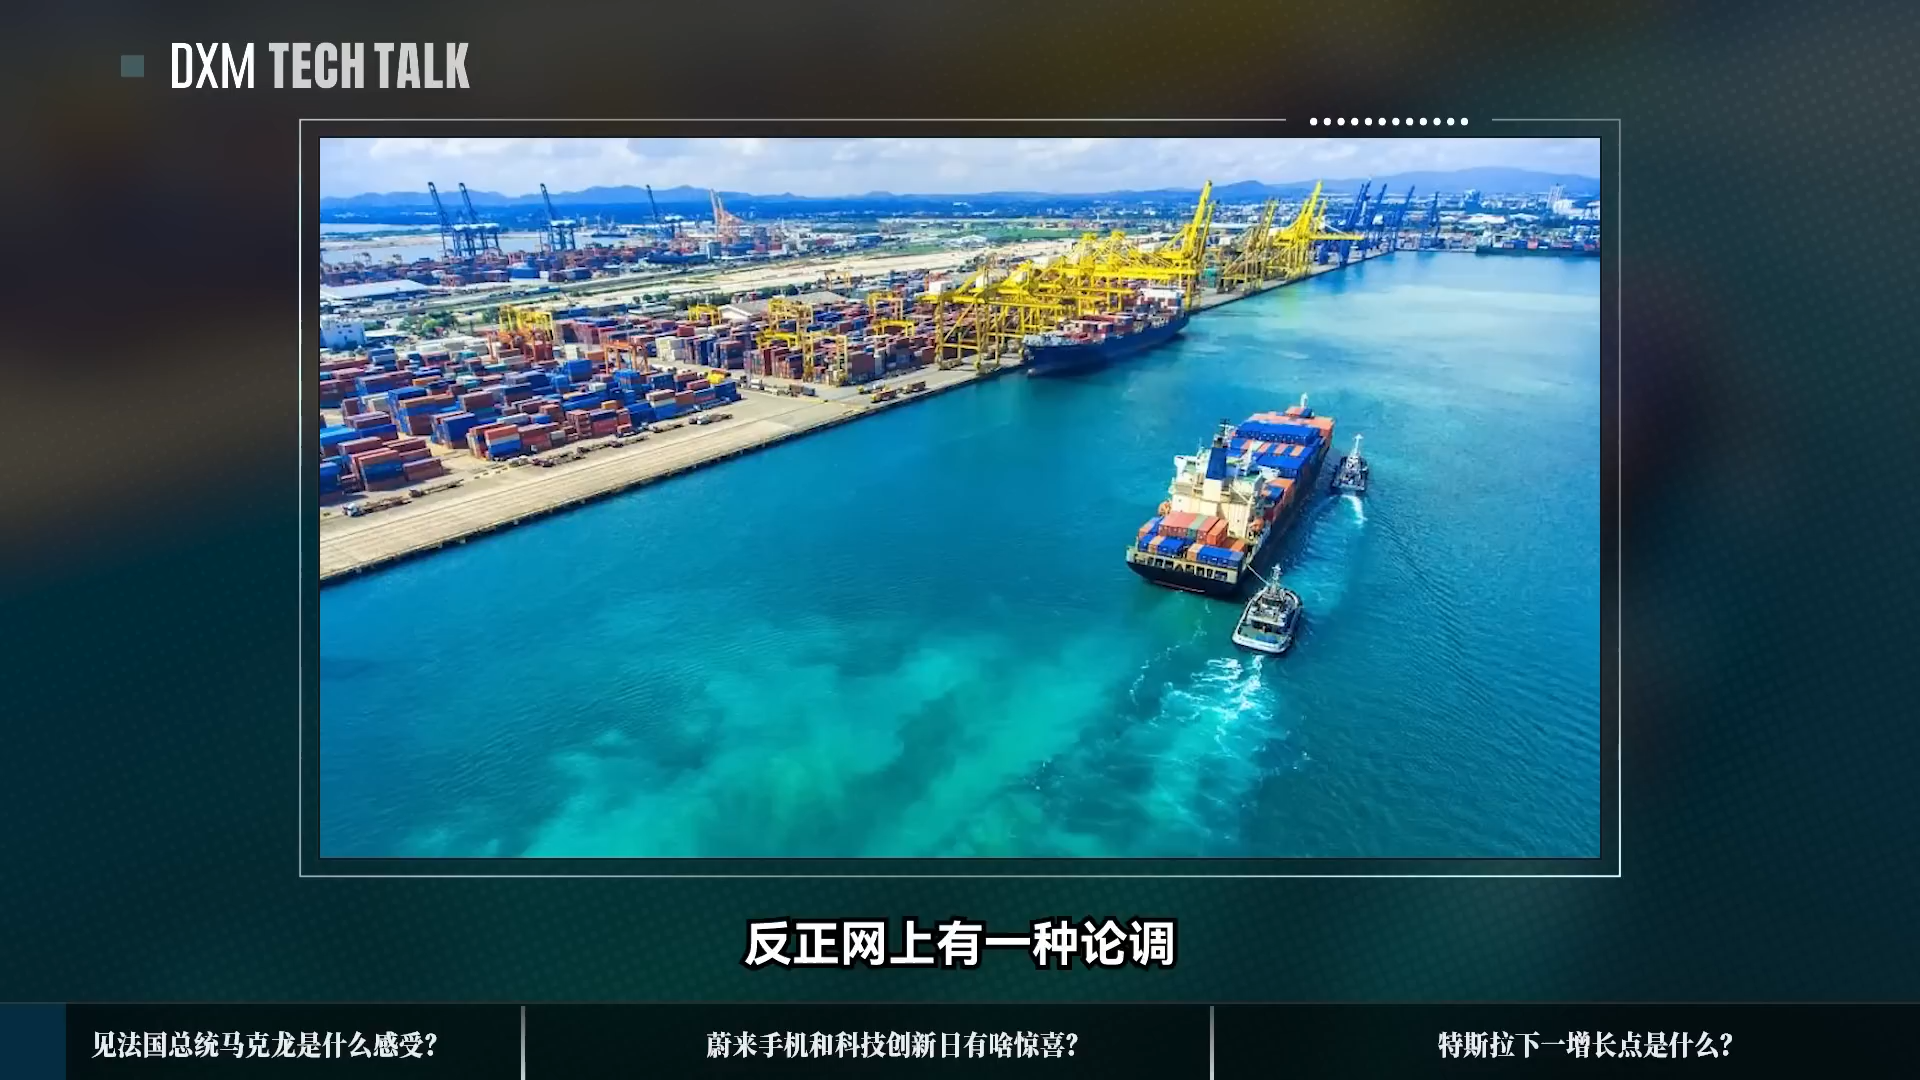 DXM TECH TALK
反正网上有一种论调
见法国总统马克龙是什么感受?
蔚来手机和科技创新日有啥惊喜?
特斯拉下一增长点是什么?